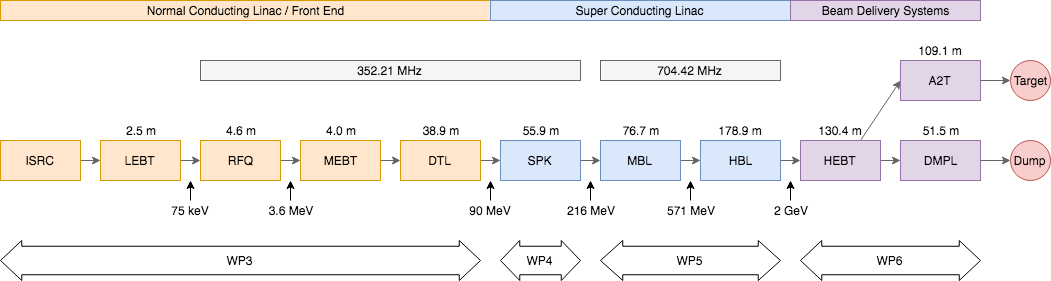 Normal Conducting Linac / Front End
Super Conducting Linac
Beam Delivery Systems
109.1 m
352.21 MHz
704.42 MHz
A2T
Target
2.5 m
4.6 m
4.0 m
38.9 m
55.9 m
76.7 m
178.9 m
130.4 m
51.5 m
ISRC
LEBT
RFQ
MEBT
DTL
SPK
MBL
HBL
HEBT
DMPL
Dump
75 keV
3.6 MeV
90 MeV
216 MeV
571 MeV
2 GeV
WP3
WP4
WP5
WP6